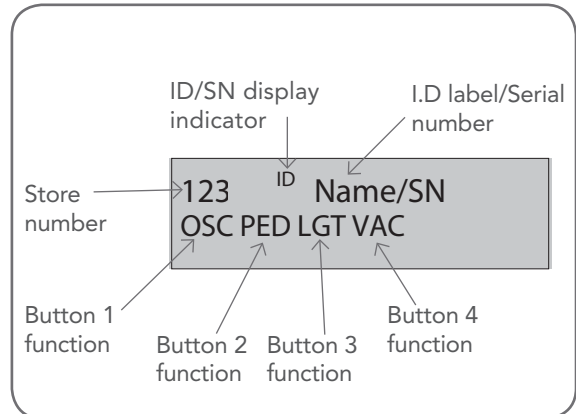 ID/SN display
indicator
I.D label/Serial
number
Store
number
123 ID Name/SN
OSC PED LGT VAC
Button 1
function
Button 2
function
Button 3
function
Button 4
function